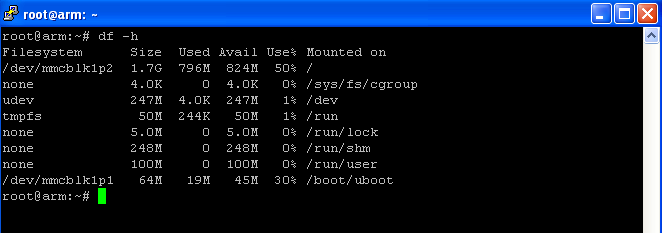 root@arm: ~
root@arm:~# df -h
Filesystem      Size  Used Avail Use% Mounted on
/dev/mmcblk1p2  1.7G  796M  824M  50% /
none            4.0K     0  4.0K   0% /sys/fs/cgroup
udev            247M  4.0K  247M   1% /dev
tmpfs            50M  244K   50M   1% /run
none            5.0M     0  5.0M   0% /run/lock
none            248M     0  248M   0% /run/shm
none            100M     0  100M   0% /run/user
/dev/mmcblk1p1   64M   19M   45M  30% /boot/uboot
root@arm:~#